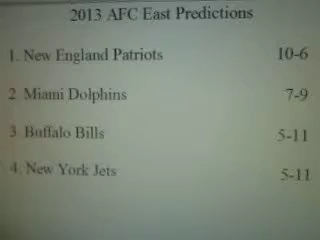 2013 AFC East Predictions
1. New England Patriots 10-6
2 Miami Dolphins 7-9
3 Buffalo Bills 5-11
4. New York Jets 5-11